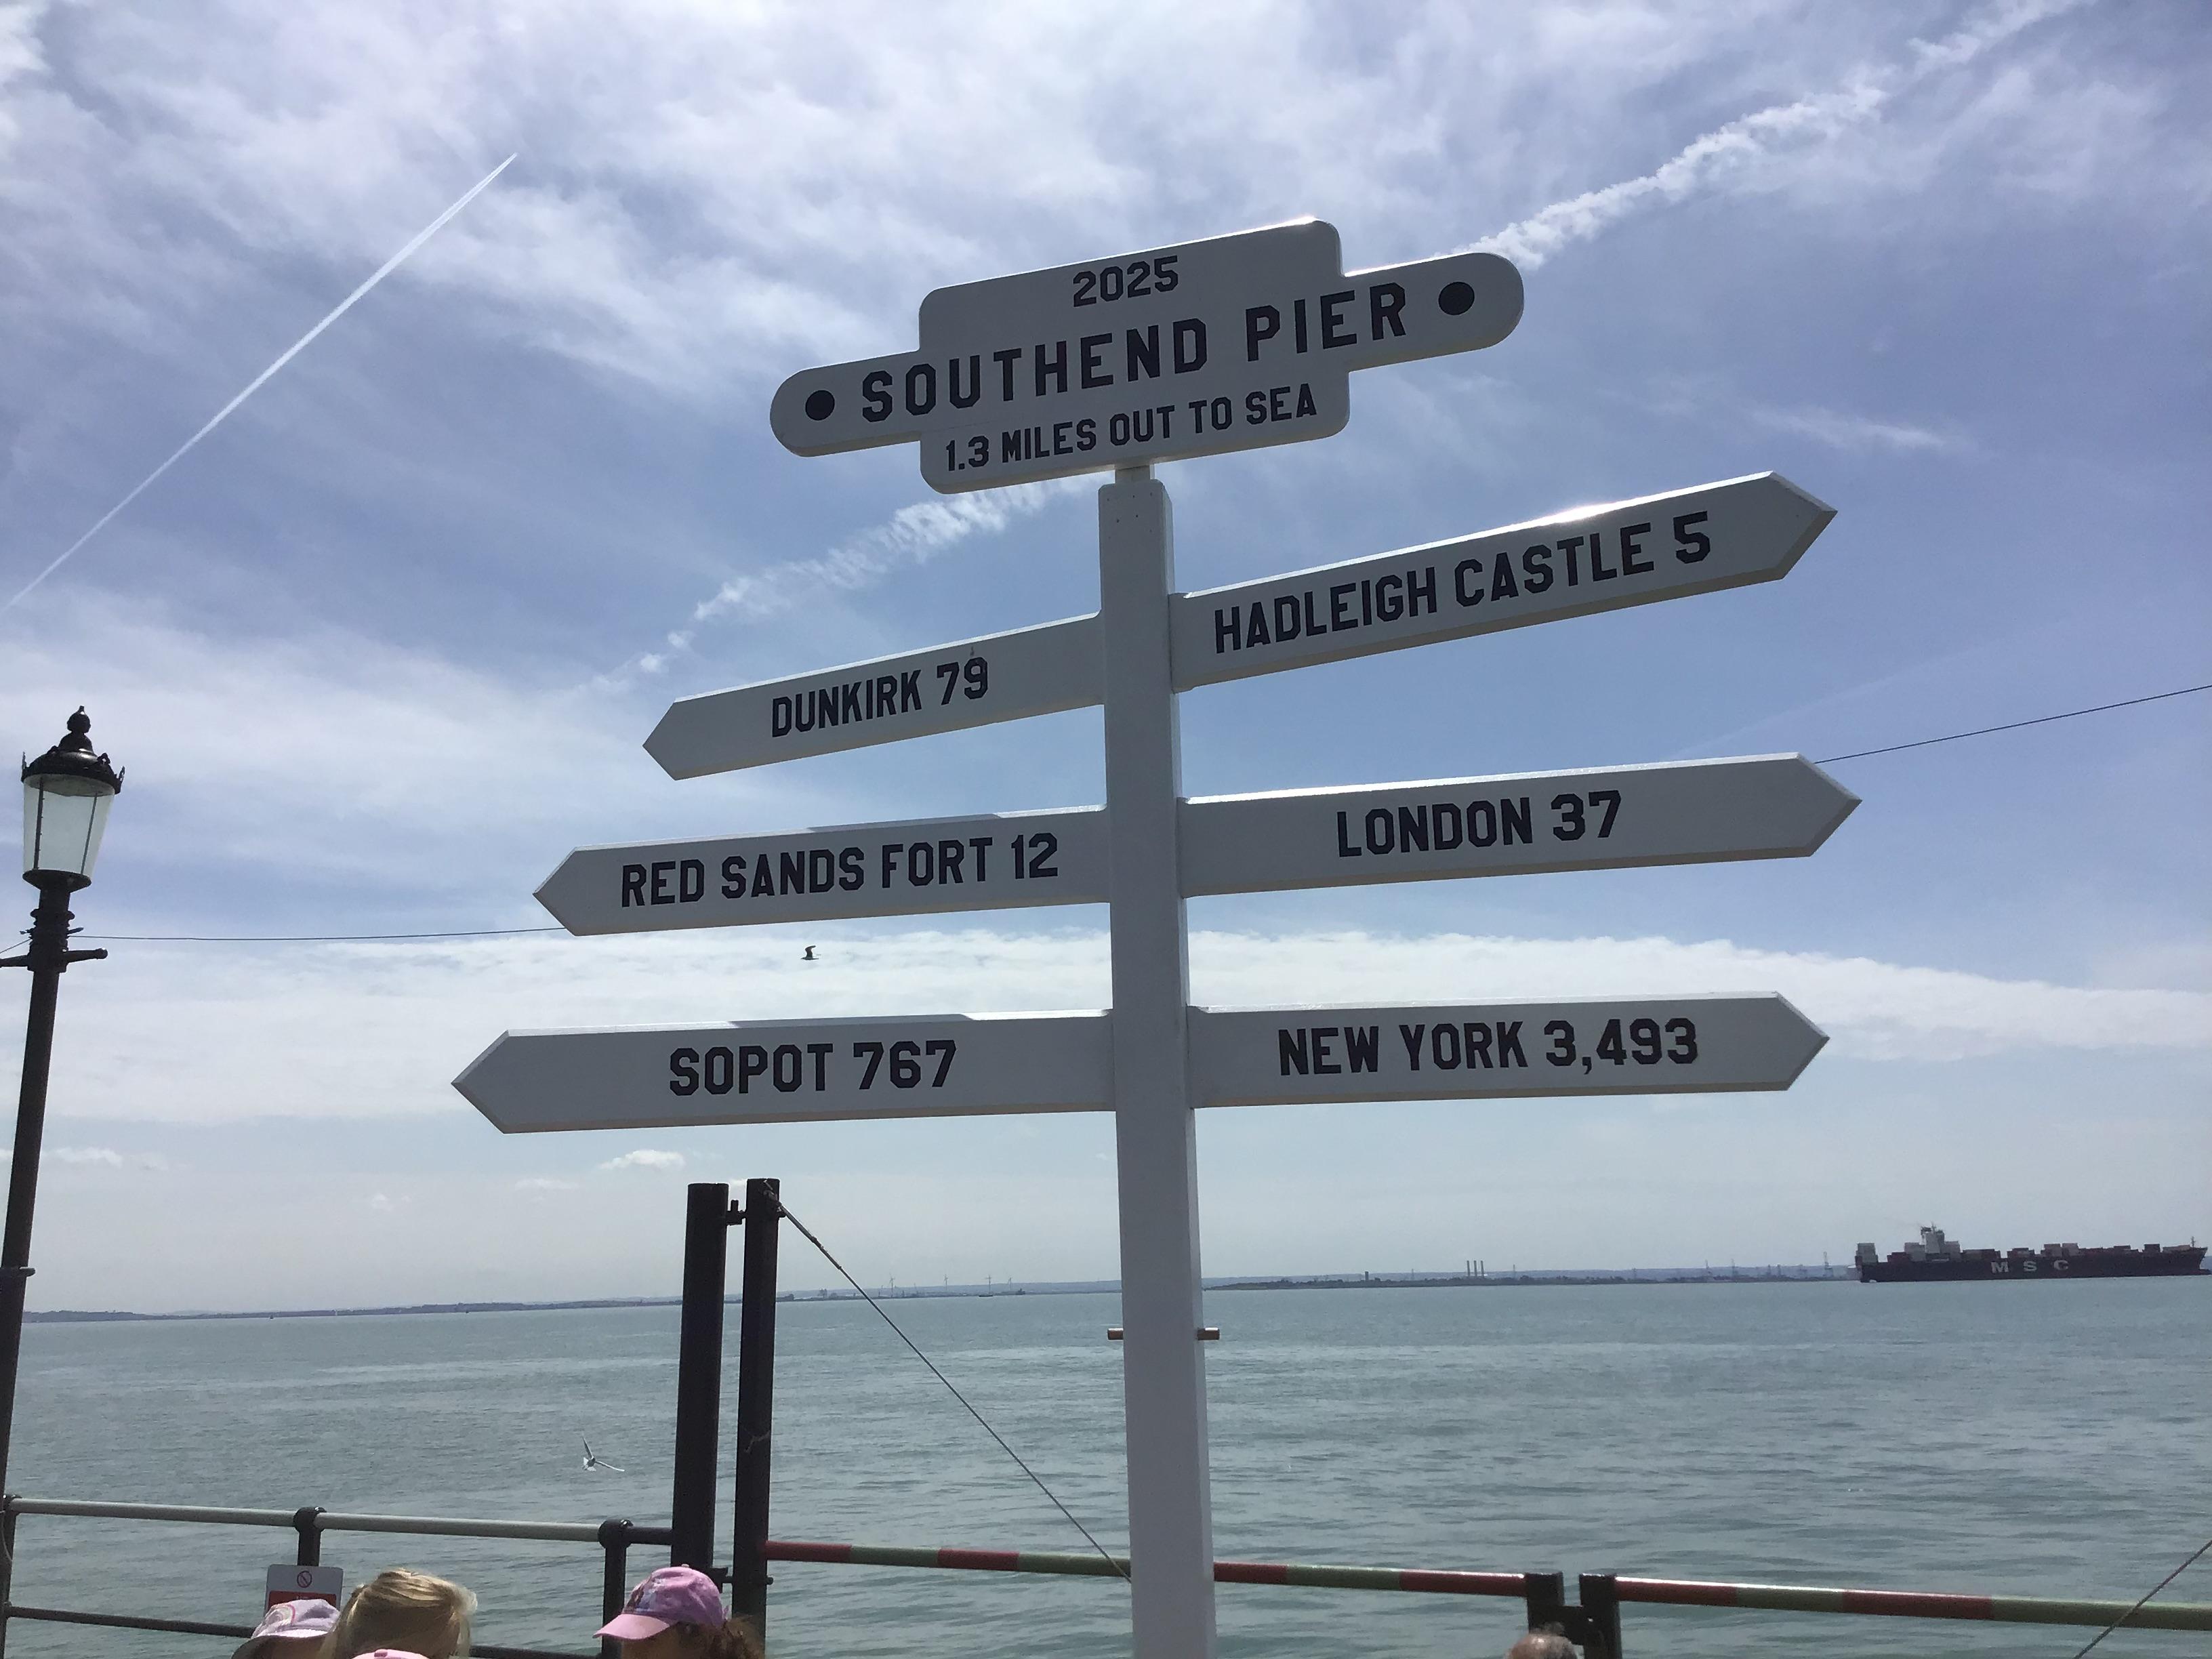 2025
SOUTHEND PIER
1.3 MILES OUT TO SEA
HADLEIGH CASTLE 5
DUNKIRK 79
LONDON 37
RED SANDS FORT 12
NEW YORK 3,493
SOPOT 767
MSC